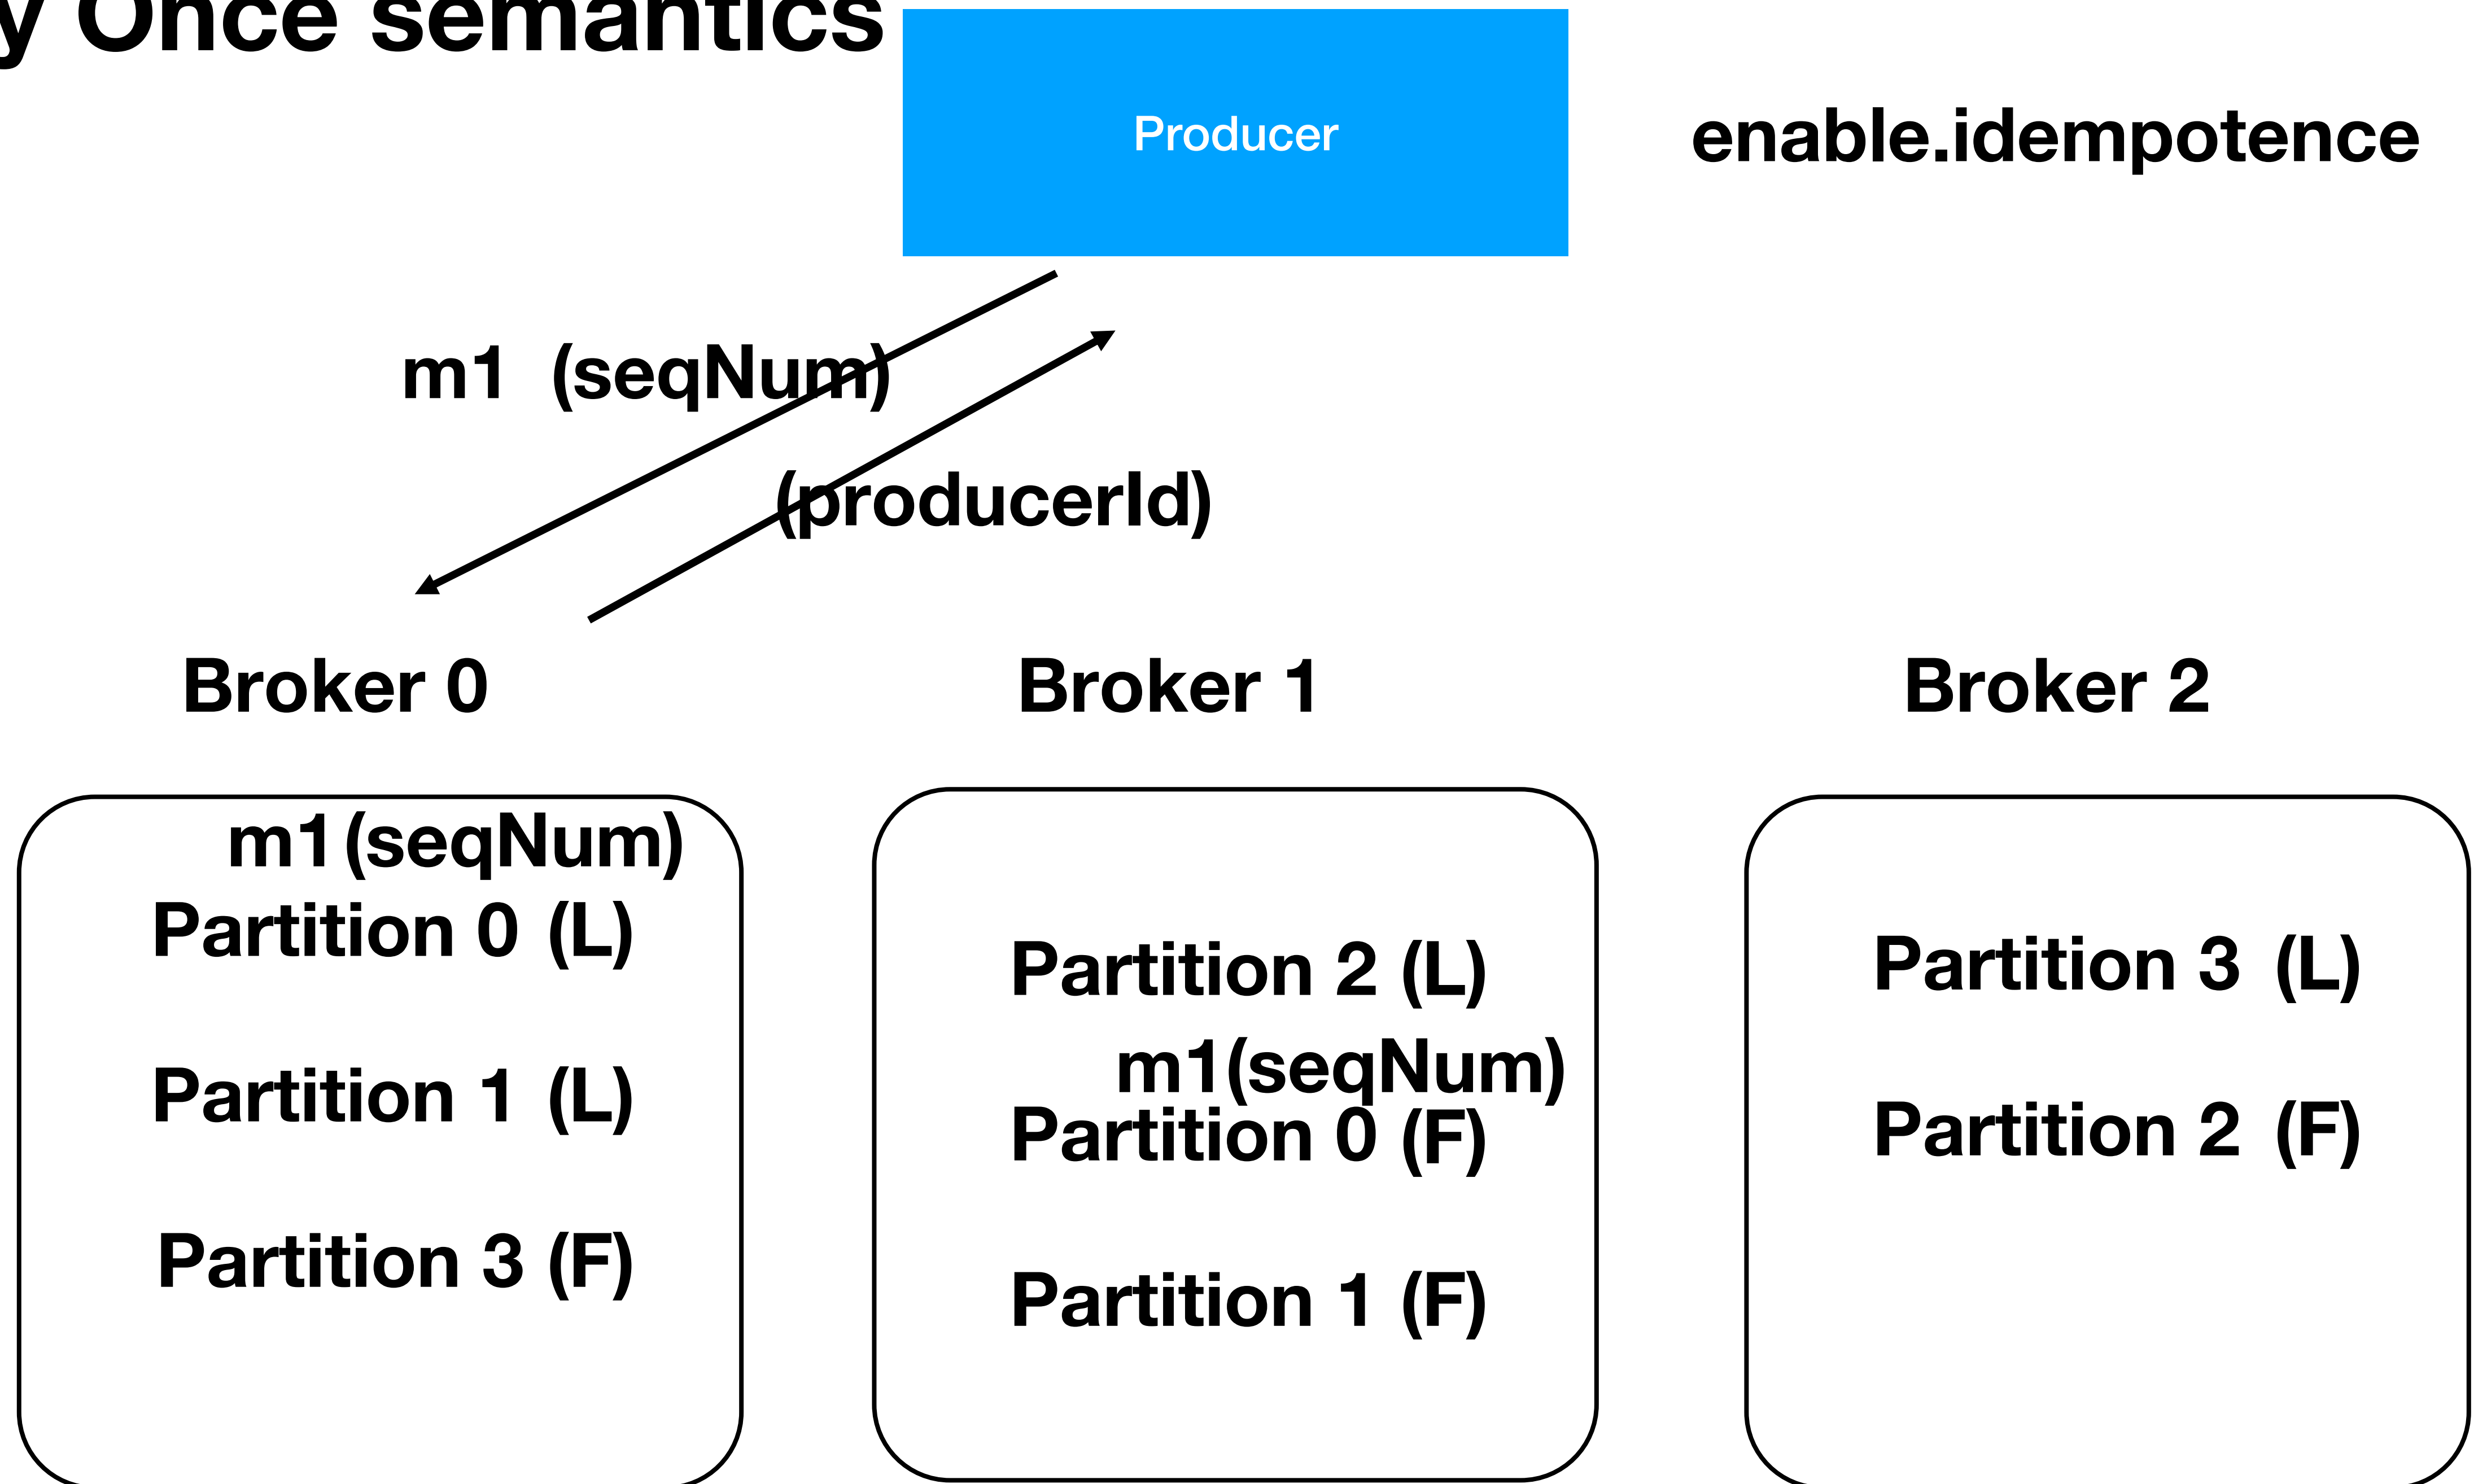 y Once semantics
Producer
enable.idempotence
m1 (seqNum)
(producerId)
Broker 0
Broker 1
Broker 2
m1(seqNum)
Partition 0 (L)
Partition 1 (L)
Partition 3 (F)
Partition 2 (L)
m1(seqNum)
Partition 0 (F)
Partition 1 (F)
Partition 3 (L)
Partition 2 (F)